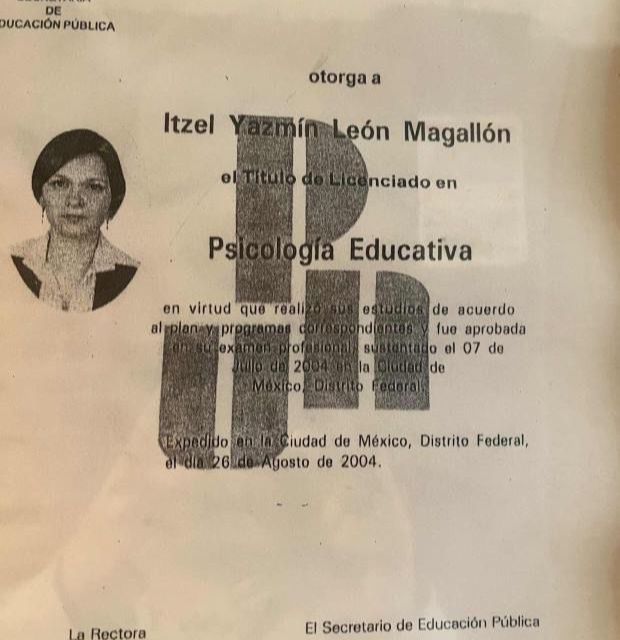 DE
DUCACIÓN PÚBLICA
otorga a
Itzel Yazmín León Magallón
el Título de Licenciado en
Psicología Educativa
en virtud que realizó sus estudios de acuerdo
al plan y programas correspondientes y fue aprobada
en su examen profesional, sustentado el 07 de
Julio de 2004 en la Ciudad de
México, Distrito Federal.
Expedido en la Ciudad de México, Distrito Federal,
el día 26 de Agosto de 2004.
La Rectora
El Secretario de Educación Pública